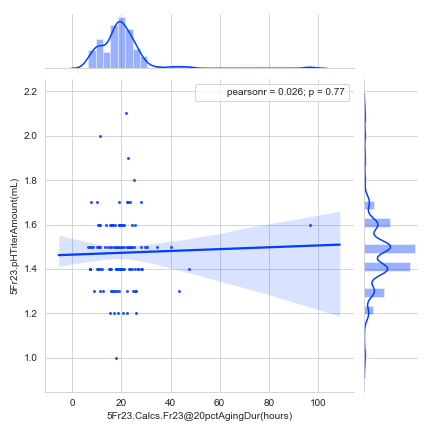 pearsonr = 0.026; p = 0.77
2.2
2.0
1.8
1.6
1.4
1.2
1.0
5Fr23.pHTiterAmount(mL)
0 20 40 60 80 100
5Fr23.Calcs.Fr23@20pctAgingDur(hours)